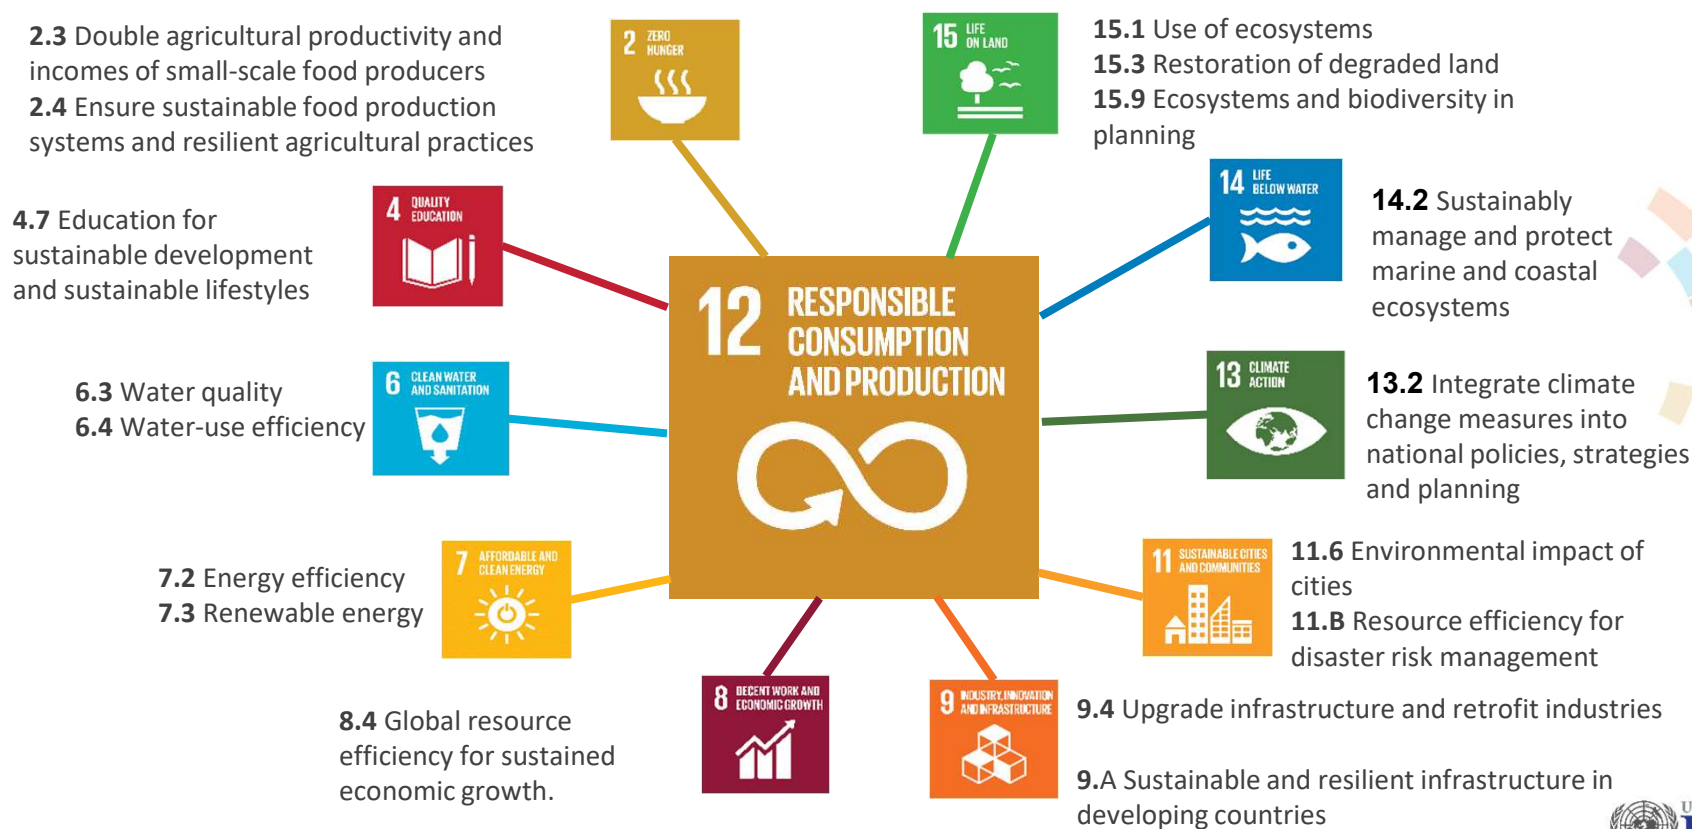 2.3 Double agricultural productivity and
incomes of small-scale food producers
2.4 Ensure sustainable food production
systems and resilient agricultural practices
2 ZERO
HUNGER
15 LIFE
ON LAND
15.1 Use of ecosystems
15.3 Restoration of degraded land
15.9 Ecosystems and biodiversity in
planning
4.7 Education for
sustainable development
and sustainable lifestyles
4 QUALITY
EDUCATION
14 LIFE
BELOW WATER
14.2 Sustainably
manage and protect
marine and coastal
ecosystems
12 RESPONSIBLE
CONSUMPTION
AND PRODUCTION
6.3 Water quality
6.4 Water-use efficiency
6 CLEAN WATER
AND SANITATION
13 CLIMATE
ACTION
13.2 Integrate climate
change measures into
national policies, strategies
and planning
7.2 Energy efficiency
7.3 Renewable energy
7 AFFORDABLE AND
CLEAN ENERGY
11 SUSTAINABLE CITIES
AND COMMUNITIES
11.6 Environmental impact of
cities
11.B Resource efficiency for
disaster risk management
8.4 Global resource
efficiency for sustained
economic growth.
8 DECENT WORK AND
ECONOMIC GROWTH
9 INDUSTRY, INNOVATION
AND INFRASTRUCTURE
9.4 Upgrade infrastructure and retrofit industries
9.A Sustainable and resilient infrastructure in
developing countries